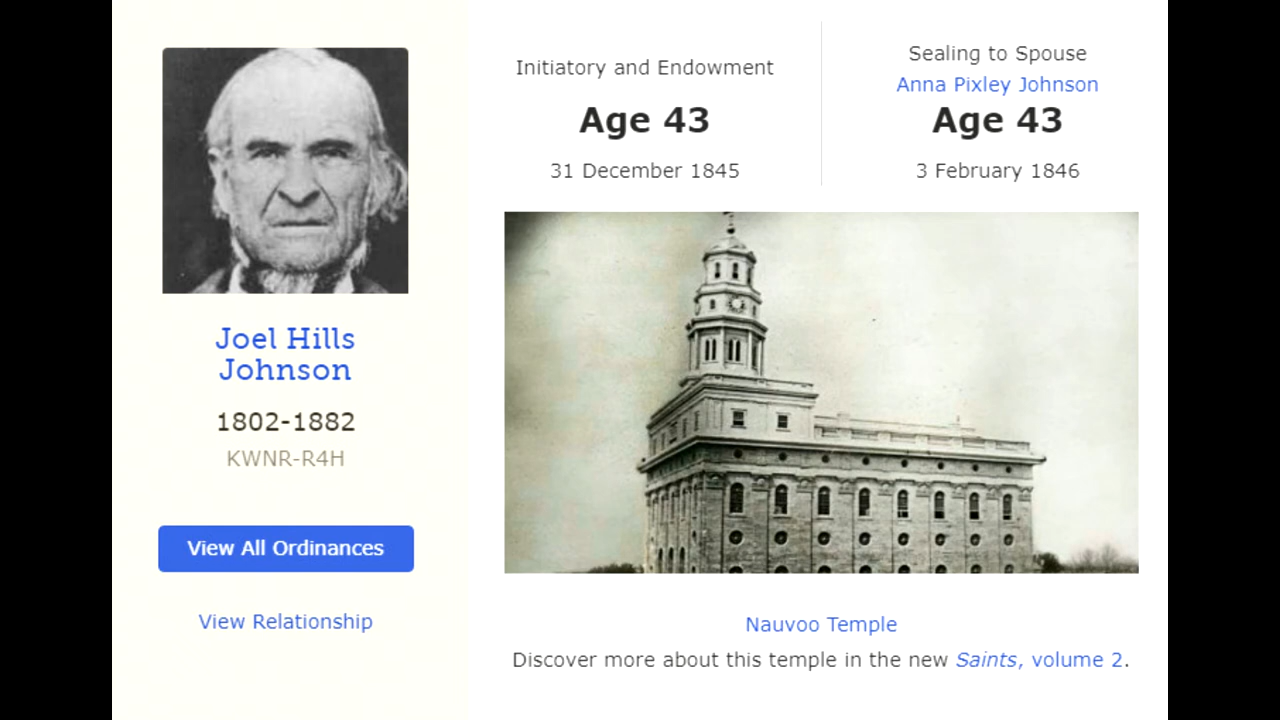 Joel Hills
Johnson
1802-1882
KWNR-R4H
View All Ordinances
View Relationship
Initiatory and Endowment
Age 43
31 December 1845
Sealing to Spouse
Anna Pixley Johnson
Age 43
3 February 1846
Nauvoo Temple
Discover more about this temple in the new Saints, volume 2.